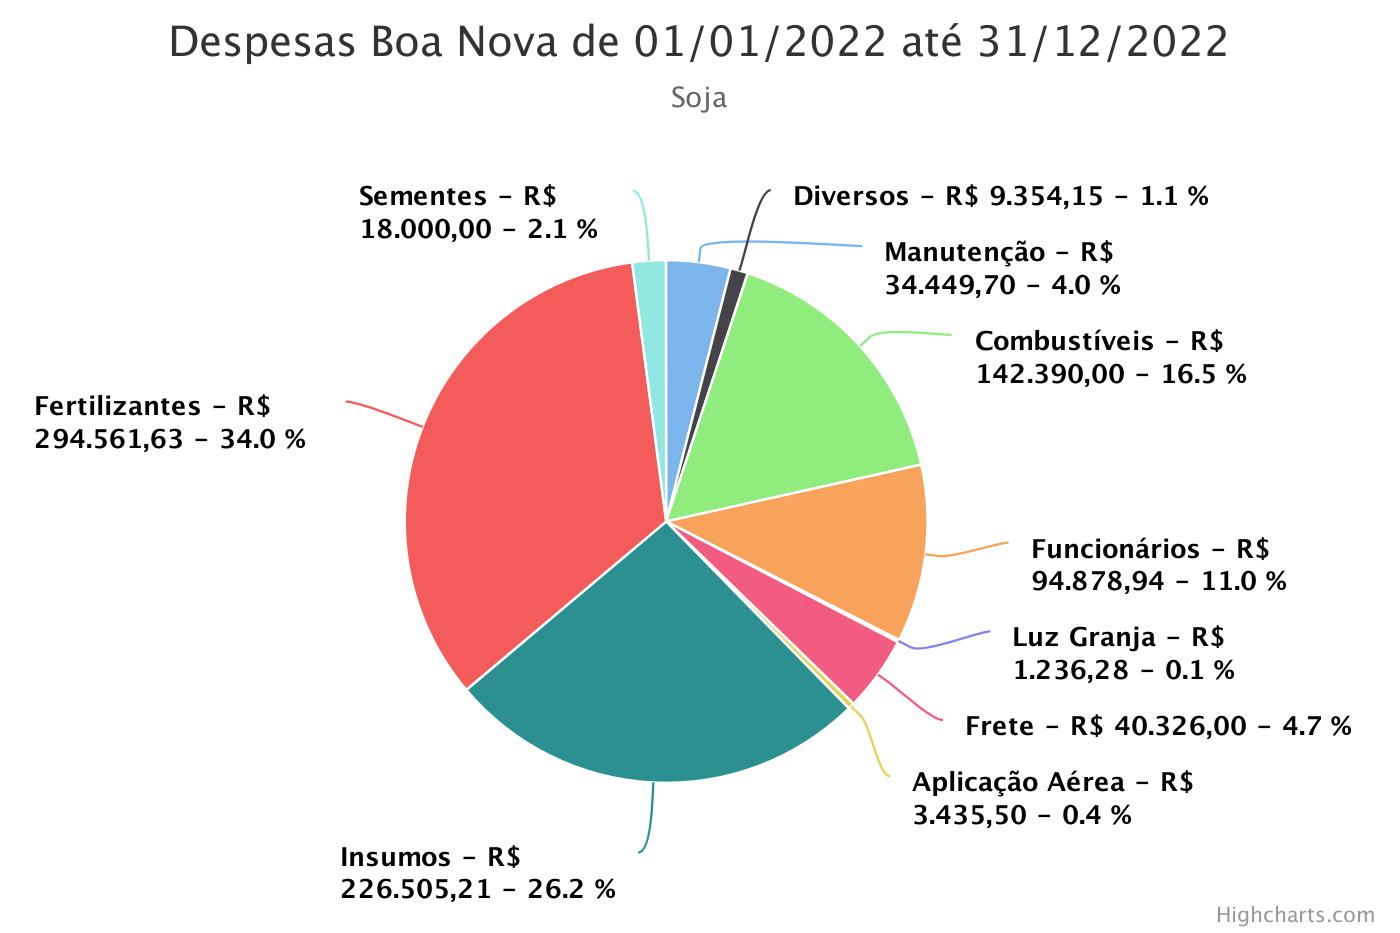 Despesas Boa Nova de 01/01/2022 até 31/12/2022
Soja
Sementes – R$
18.000,00 – 2.1 %
Diversos – R$ 9.354,15 – 1.1 %
Manutenção – R$
34.449,70 – 4.0 %
Combustíveis – R$
142.390,00 – 16.5 %
Fertilizantes – R$
294.561,63 – 34.0 %
Funcionários – R$
94.878,94 – 11.0 %
Luz Granja – R$
1.236,28 – 0.1 %
Frete – R$ 40.326,00 – 4.7 %
Aplicação Aérea – R$
3.435,50 – 0.4 %
Insumos – R$
226.505,21 – 26.2 %
Highcharts.com